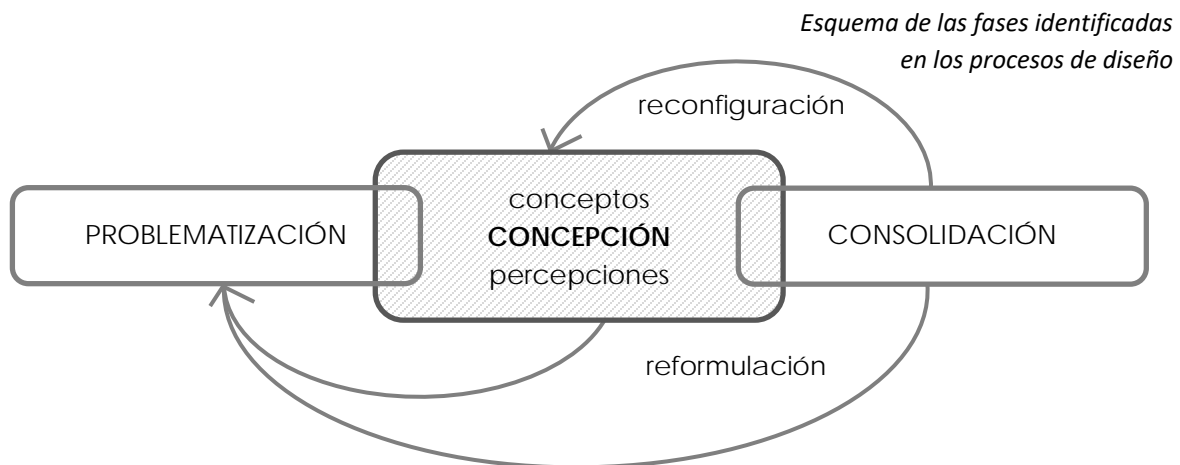 Esquema de las fases identificadas
en los procesos de diseño
reconfiguración
PROBLEMATIZACIÓN
conceptos
CONCEPCIÓN
percepciones
CONSOLIDACIÓN
reformulación